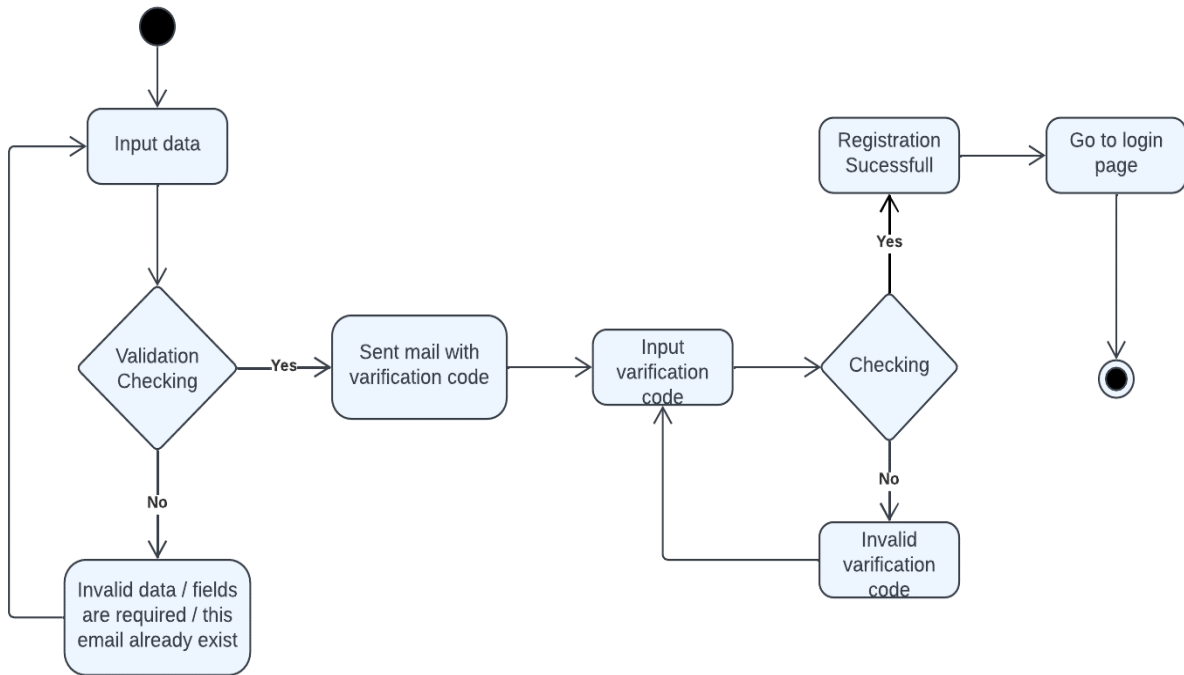 Input data
Validation
Checking
Yes
No
Invalid data / fields
are required / this
email already exist
Sent mail with
varification code
Input
varification
code
Checking
Yes
No
Registration
Sucessfull
Go to login
page
Invalid
varification
code